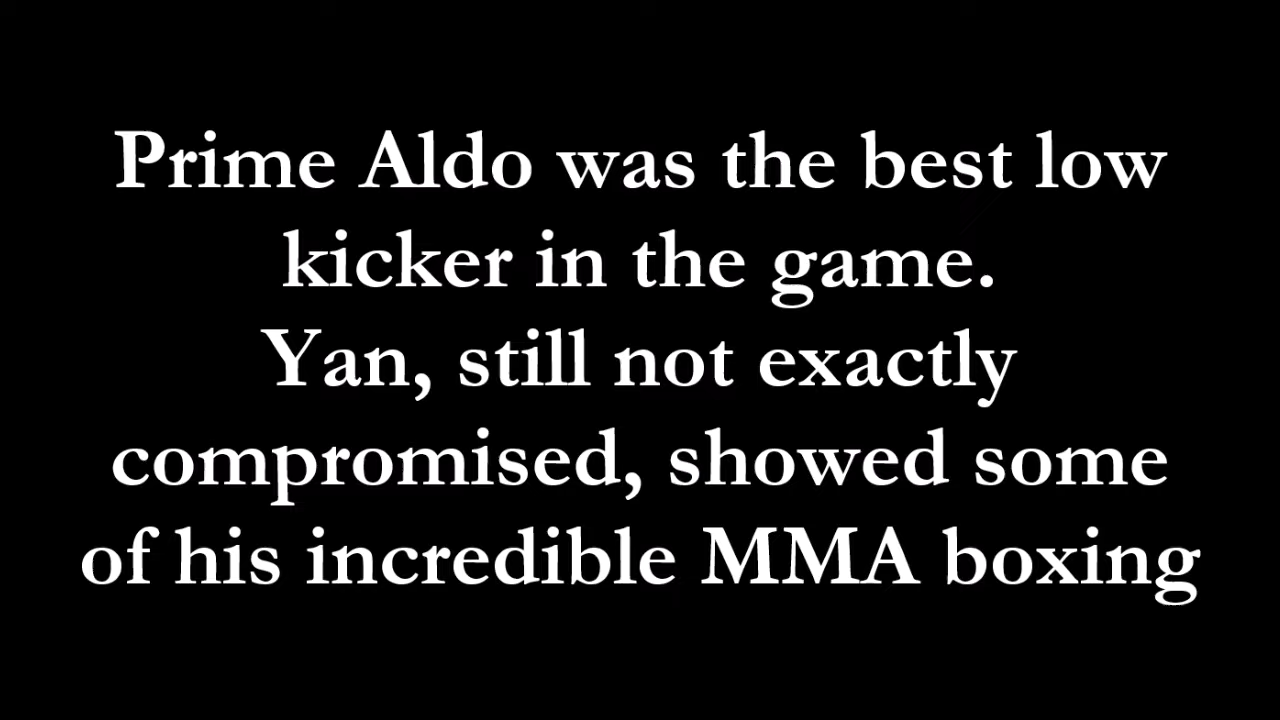 Prime Aldo was the best low
kicker in the game.
Yan, still not exactly
compromised, showed some
of his incredible MMA boxing